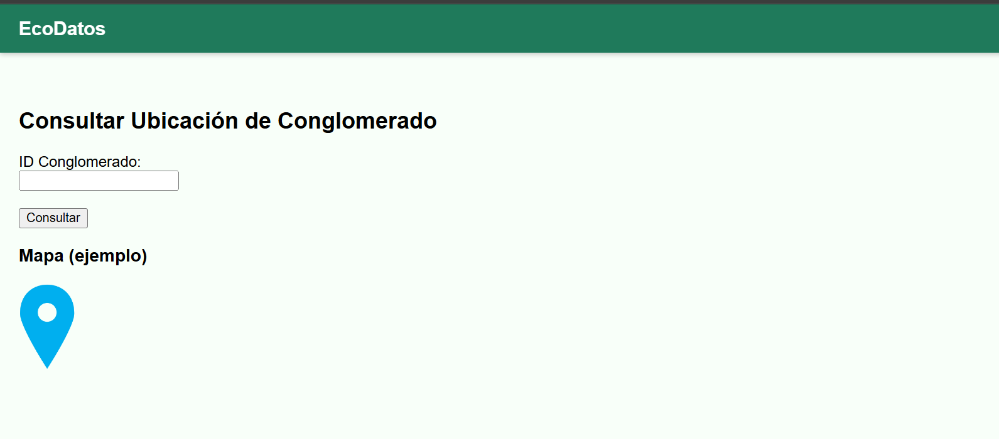 EcoDatos
Consultar Ubicación de Conglomerado
ID Conglomerado:
Consultar
Mapa (ejemplo)